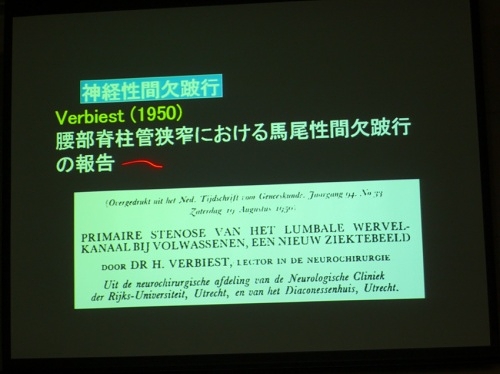 神経性間欠跛行
Verbiest (1950)
腰部脊柱管狭窄における馬尾性間欠跛行
の報告
(Overgedrukt uit het Ned. Tijdschrift voor Geneeskunde, Jaargang 94, No 33
Zaterdag 19 Augustus 1950)
PRIMAIRE STENOSE VAN HET LUMBALE WERVEL-
KANAAL BIJ VOLWASSENEN, EEN NIEUW ZIEKTEBEELD
DOOR DR H. VERBIEST, LECTOR IN DE NEUROCHIRURGIE
Uit de neurochirurgische afdeling van de Neurologische Cliniek
der Rijks-Universiteit, Utrecht, en van het Diaconessenhuis, Utrecht.